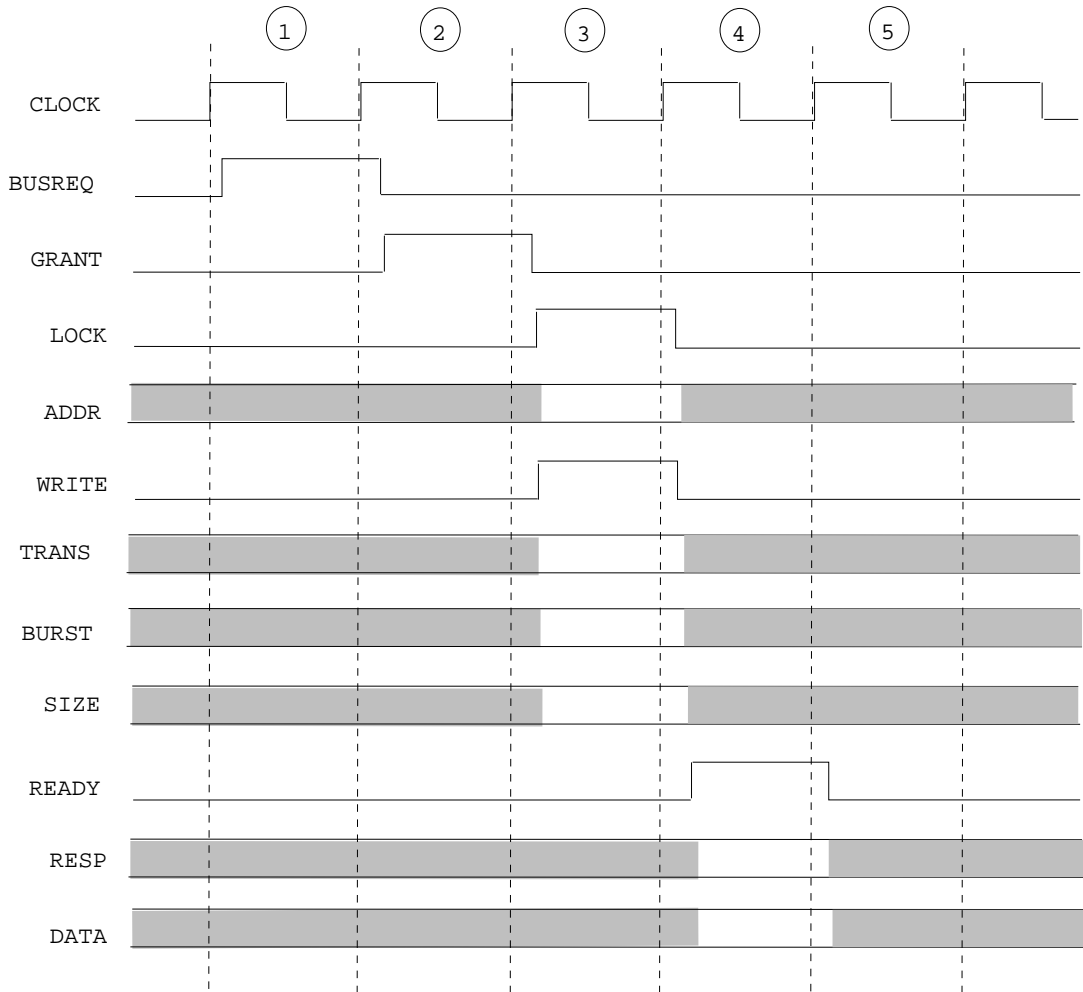 1 2 3 4 5
CLOCK
BUSREQ
GRANT
LOCK
ADDR
WRITE
TRANS
BURST
SIZE
READY
RESP
DATA